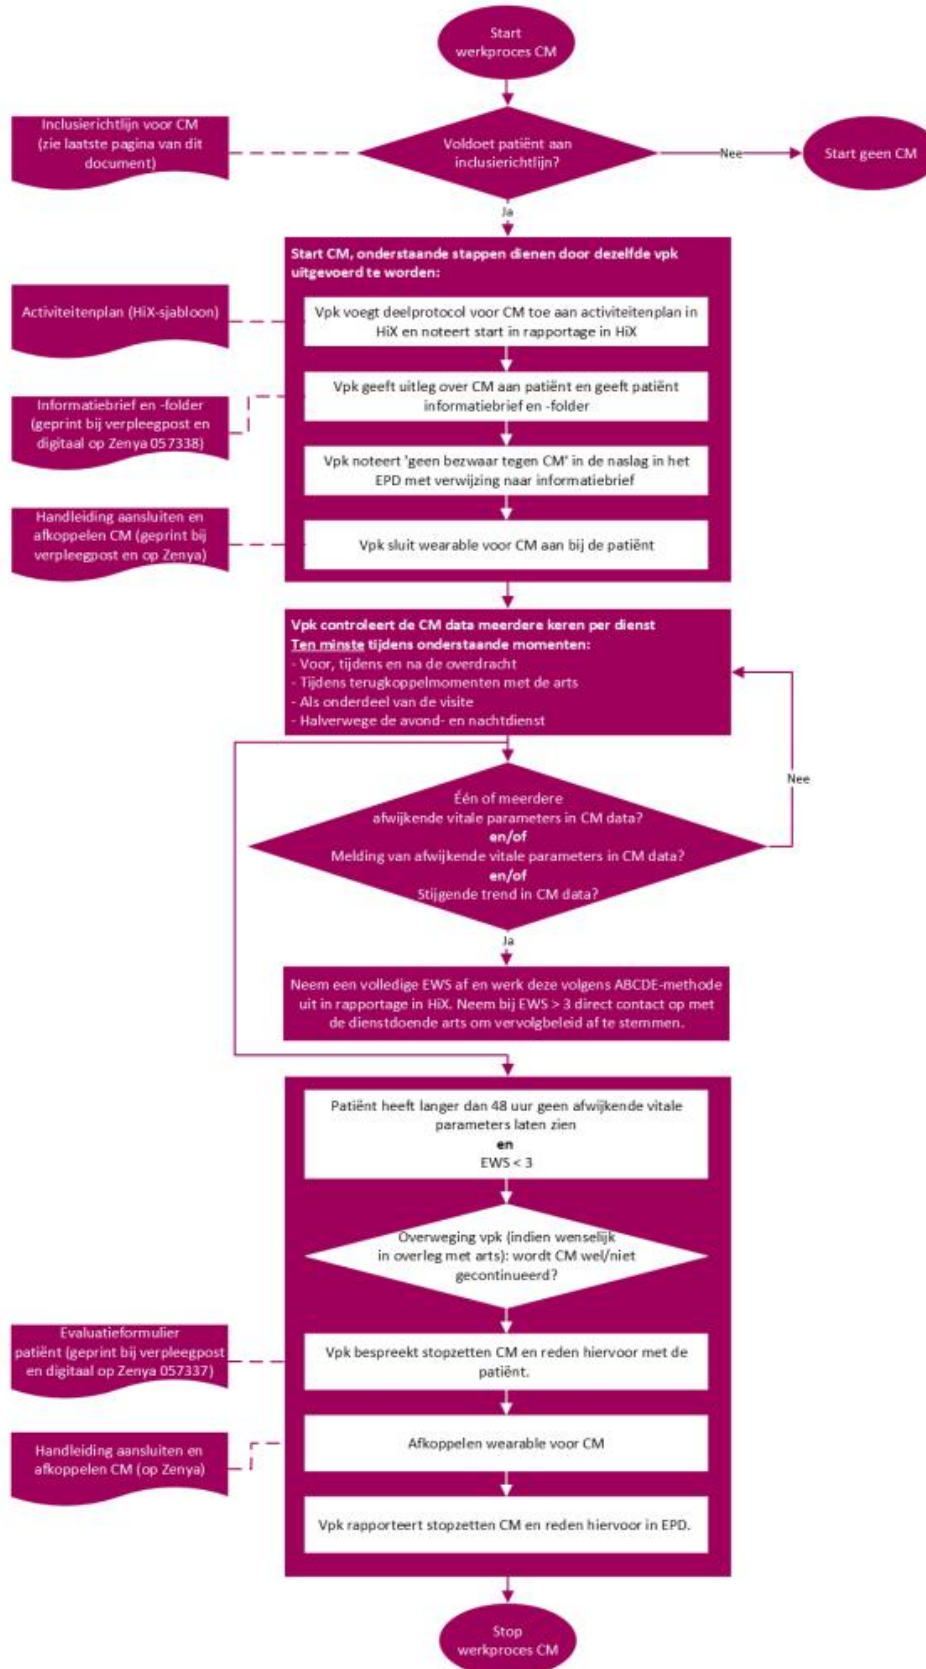 Start
werkproces CM
Inclusierichtlijn voor CM
(zie laatste pagina van dit
document)
Voldoet patiënt aan
inclusierichtlijn?
Nee
Start geen CM
Ja
Start CM, onderstaande stappen dienen door dezelfde vpk
uitgevoerd te worden:
Activiteitenplan (HiX-sjabloon)
Vpk voegt deelprotocol voor CM toe aan activiteitenplan in
HiX en noteert start in rapportage in HiX
Informatiebrief en -folder
(geprint bij verpleegpost en
digitaal op Zenya 057338)
Vpk geeft uitleg over CM aan patiënt en geeft patiënt
informatiebrief en -folder
Vpk noteert 'geen bezwaar tegen CM' in de naslag in het
EPD met verwijzing naar informatiebrief
Handleiding aansluiten en
afkoppelen CM (geprint bij
verpleegpost en op Zenya)
Vpk sluit wearable voor CM aan bij de patiënt
Vpk controleert de CM data meerdere keren per dienst
Ten minste tijdens onderstaande momenten:
- Voor, tijdens en na de overdracht
- Tijdens terugkoppelmomenten met de arts
- Als onderdeel van de visite
- Halverwege de avond- en nachtdienst
Nee
Één of meerdere
afwijkende vitale parameters in CM data?
en/of
Melding van afwijkende vitale parameters in CM data?
en/of
Stijgende trend in CM data?
Ja
Neem een volledige EWS af en werk deze volgens ABCDE-methode
uit in rapportage in HiX. Neem bij EWS > 3 direct contact op met
de dienstdoende arts om vervolgbeleid af te stemmen.
Patiënt heeft langer dan 48 uur geen afwijkende vitale
parameters laten zien
en
EWS < 3
Overweging vpk (indien wenselijk
in overleg met arts): wordt CM wel/niet
gecontinueerd?
Evaluatieformulier
patiënt (geprint bij verpleegpost
en digitaal op Zenya 057337)
Vpk bespreekt stopzetten CM en reden hiervoor met de
patiënt.
Handleiding aansluiten en
afkoppelen CM (op Zenya)
Afkoppelen wearable voor CM
Vpk rapporteert stopzetten CM en reden hiervoor in EPD.
Stop
werkproces CM